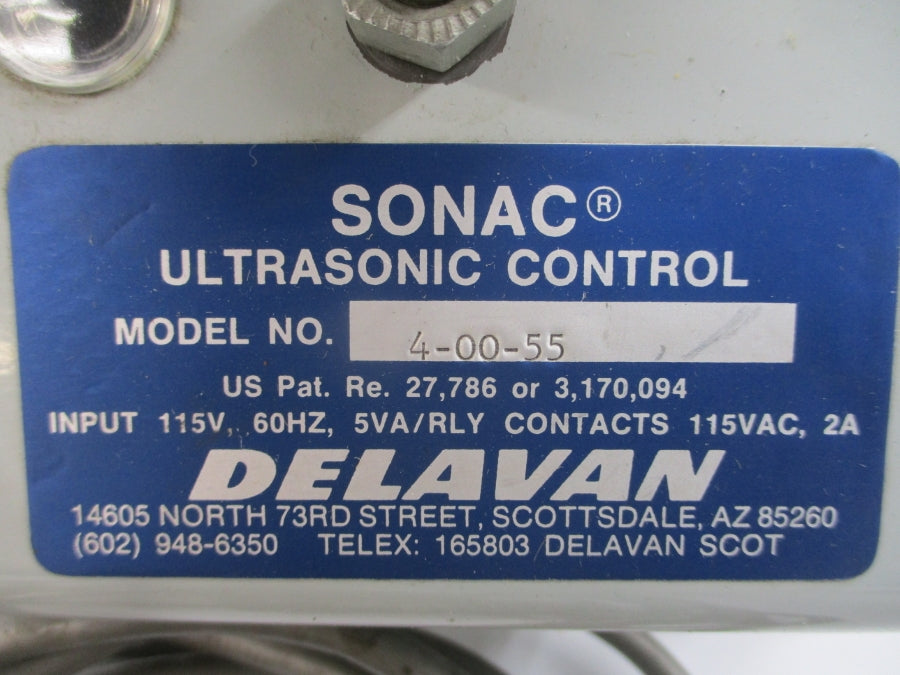 SONAC®
ULTRASONIC CONTROL
MODEL NO. 4-00-55
US Pat. Re. 27,786 or 3,170,094
INPUT 115V, 60HZ, 5VA/RLY CONTACTS 115VAC, 2A
DELAVAN
14605 NORTH 73RD STREET, SCOTTSDALE, AZ 85260
(602) 948-6350 TELEX: 165803 DELAVAN SCOT